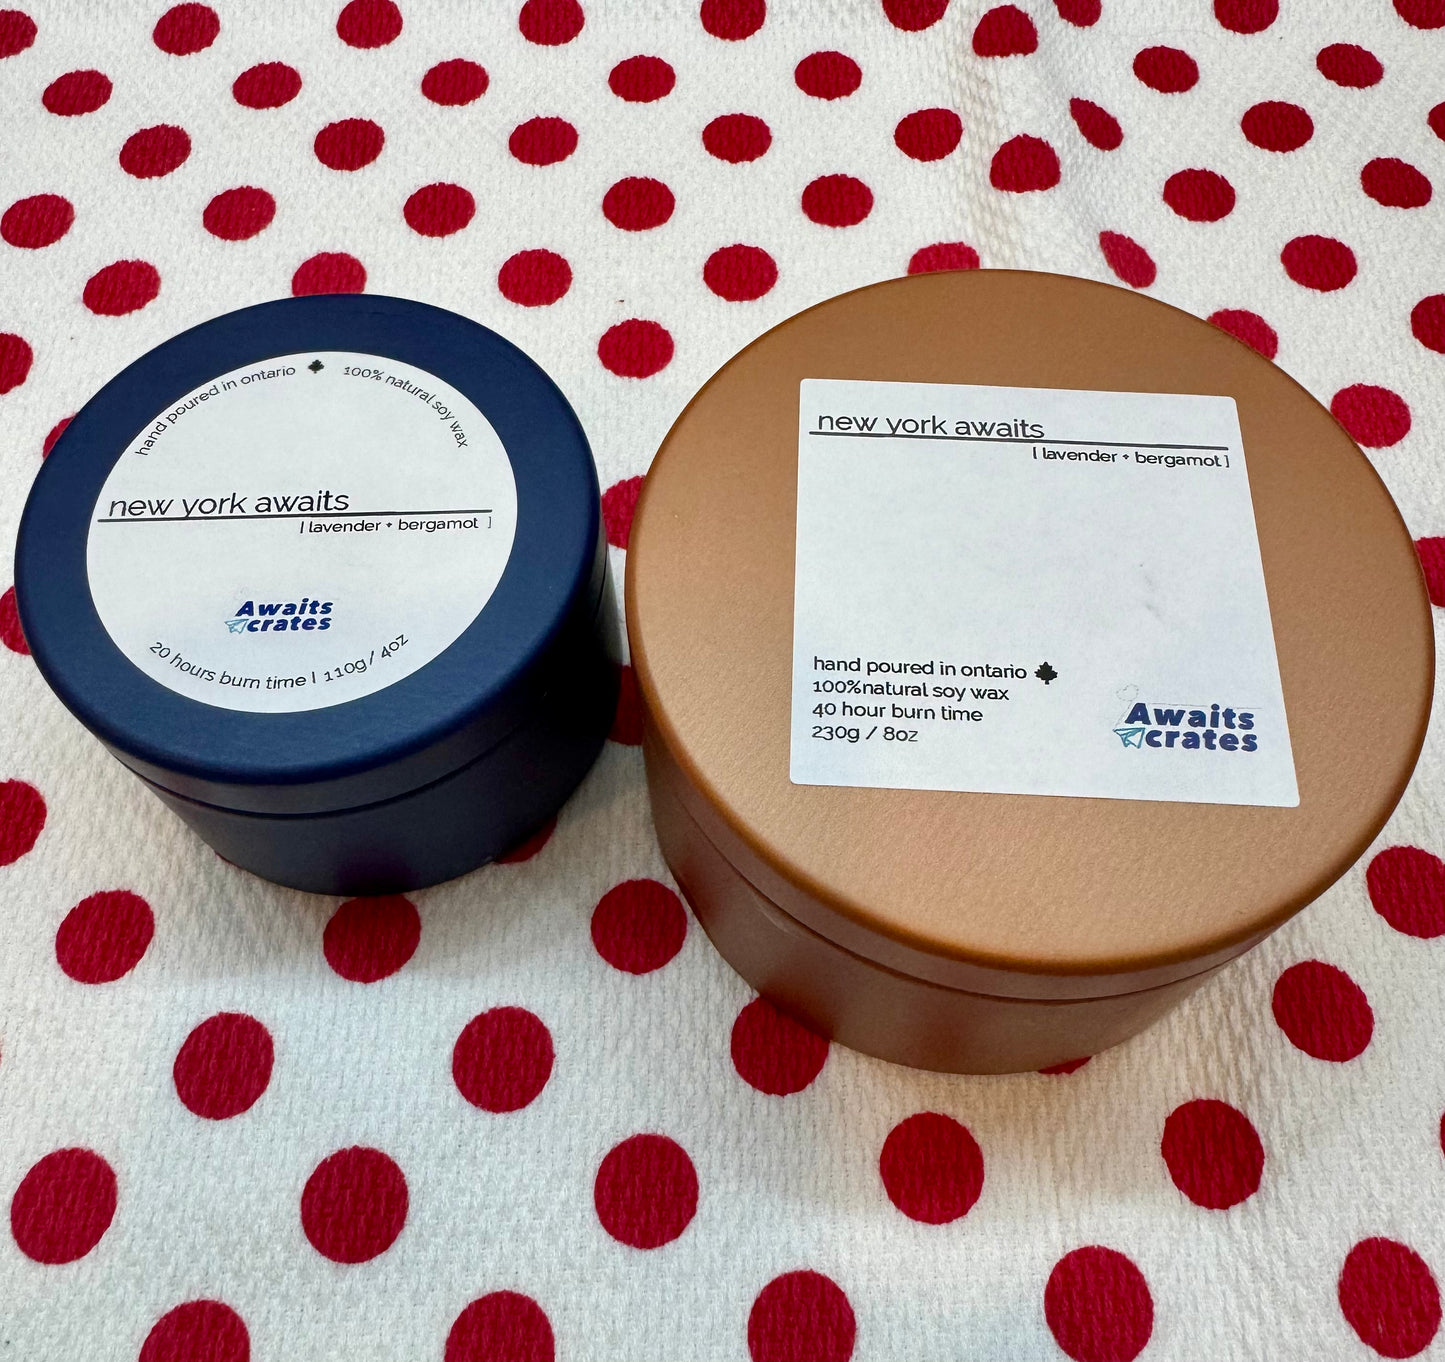 hand poured in ontario
100% natural soy wax
new york awaits
[ lavender + bergamot ]
Awaits
crates
20 hours burn time | 110g / 4oz
new york awaits
[ lavender + bergamot ]
hand poured in ontario
100%natural soy wax
40 hour burn time
230g / 8oz
Awaits
crates